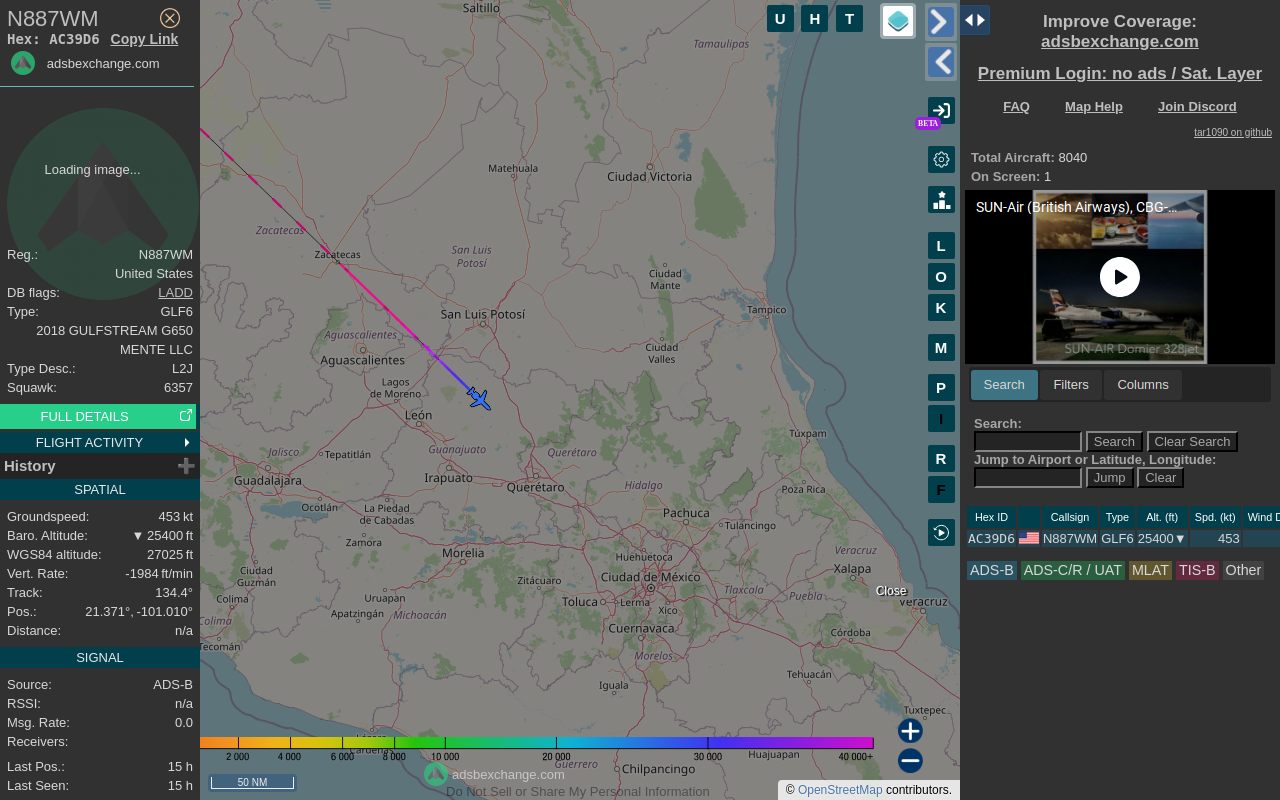 N887WM
Hex: AC39D6 Copy Link
adsbexchange.com
Loading image...
Reg.: N887WM
United States
DB flags: LADD
Type: GLF6
2018 GULFSTREAM G650
MENTE LLC
Type Desc.: L2J
Squawk: 6357
FULL DETAILS
FLIGHT ACTIVITY
History
SPATIAL
Groundspeed: 453 kt
Baro. Altitude: ▼ 25400 ft
WGS84 altitude: 27025 ft
Vert. Rate: -1984 ft/min
Track: 134.4°
Pos.: 21.371°, -101.010°
Distance: n/a
SIGNAL
Source: ADS-B
RSSI: n/a
Msg. Rate: 0.0
Receivers:
Last Pos.: 15 h
Last Seen: 15 h
Saltillo
Tamaulipas
Matehuala
Ciudad Victoria
Zacatecas
Zacatecas
San Luis
Potosí
Ciudad
Mante
San Luis Potosí
Tampico
Aguascalientes
Aguascalientes
Ciudad
Valles
Lagos
de Moreno
León
Túxpam
Jalisco
Tepatitlán
Guanajuato
Querétaro
Guadalajara
Irapuato
Querétaro
Hidalgo
Poza Rica
Ocotlán
La Piedad
de Cabadas
Pachuca
Tulancingo
Zamora
Morelia
Huehuetoca
Veracruz
Xalapa
Ciudad
Guzmán
Zitácuaro
Ciudad de México
Colima
Uruapan
Toluca
Lerma
Tlaxcala
Puebla
Close
Veracruz
Colima
Apatzingán
Michoacán
Xico
Tecomán
Cuernavaca
Córdoba
Morelos
Iguala
Tehuacán
Tuxtepec
Lázaro
Cárdenas
Guerrero
Chilpancingo
Huajuapan
2 000 4 000 6 000 8 000 10 000 20 000 30 000 40 000+
50 NM
adsbexchange.com
Do Not Sell or Share My Personal Information
© OpenStreetMap contributors.
U H T
BETA
L
O
K
M
P
I
R
F
Improve Coverage:
adsbexchange.com
Premium Login: no ads / Sat. Layer
FAQ Map Help Join Discord
tar1090 on github
Total Aircraft: 8040
On Screen: 1
SUN-Air (British Airways), CBG-...
SUN-AIR Dornier 328jet
Search Filters Columns
Search:
Search Clear Search
Jump to Airport or Latitude, Longitude:
Jump Clear
Hex ID Callsign Type Alt. (ft) Spd. (kt) Wind D
AC39D6 N887WM GLF6 25400▼ 453
ADS-B ADS-C/R / UAT MLAT TIS-B Other